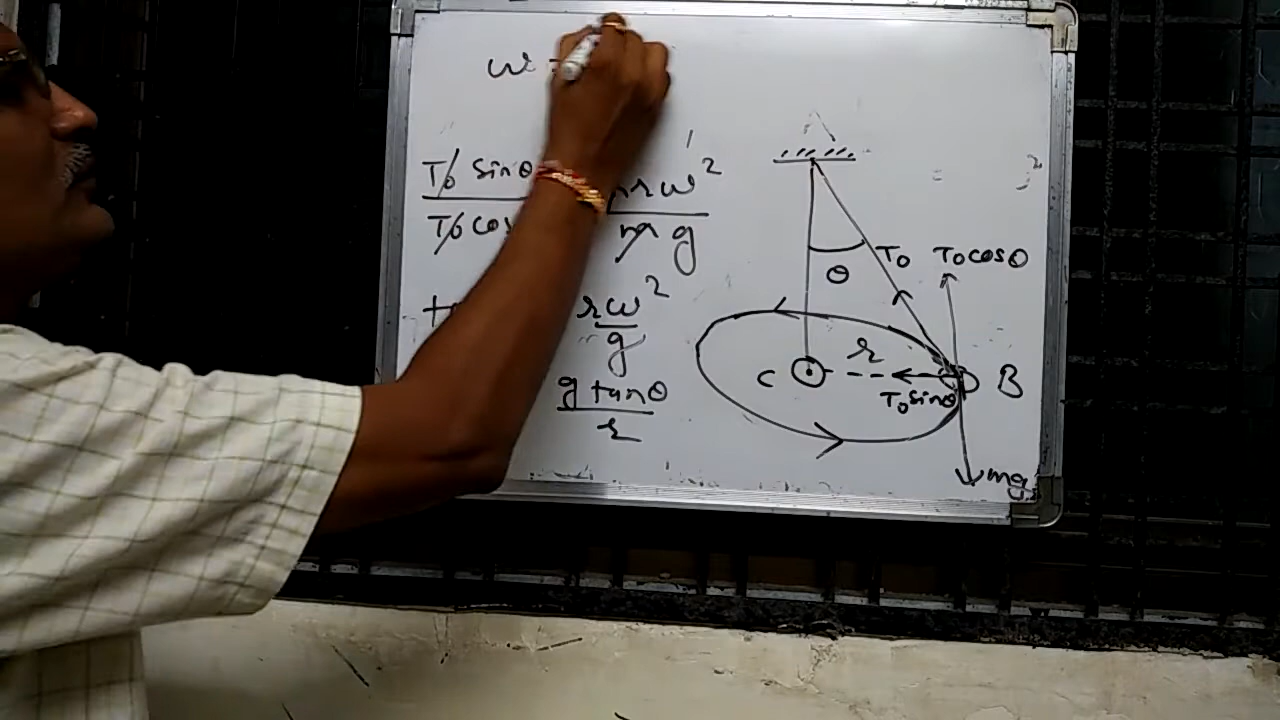 ω
T₀ sinθ
T₀ cos
rω²
m g
rω²
g
g tanθ
r
θ
T₀
T₀cosθ
C
r
B
T₀sinθ
mg